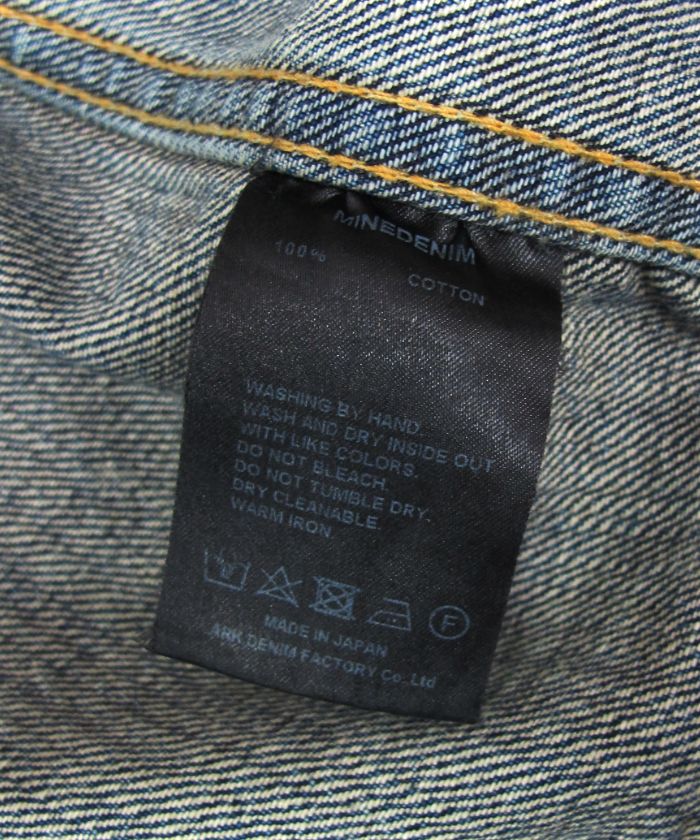 MINEDENIM
100%
COTTON
WASHING BY HAND.
WASH AND DRY INSIDE OUT
WITH LIKE COLORS.
DO NOT BLEACH.
DO NOT TUMBLE DRY.
DRY CLEANABLE.
WARM IRON
F
MADE IN JAPAN
ARK DENIM FACTORY Co. Ltd